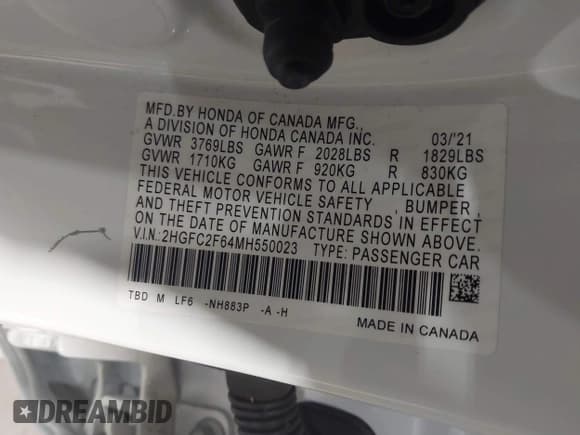 MFD.BY HONDA OF CANADA MFG.,
A DIVISION OF HONDA CANADA INC. 03/'21
GVWR 3769LBS GAWR F 2028LBS R 1829LBS
GVWR 1710KG GAWR F 920KG R 830KG
THIS VEHICLE CONFORMS TO ALL APPLICABLE
FEDERAL MOTOR VEHICLE SAFETY , BUMPER ,
AND THEFT PREVENTION STANDARDS IN EFFECT
ON THE DATE OF MANUFACTURE SHOWN ABOVE.
V.I.N.:2HGFC2F64MH550023 TYPE: PASSENGER CAR
TBD M LF6 -NH883P -A -H
MADE IN CANADA
DREAMBID